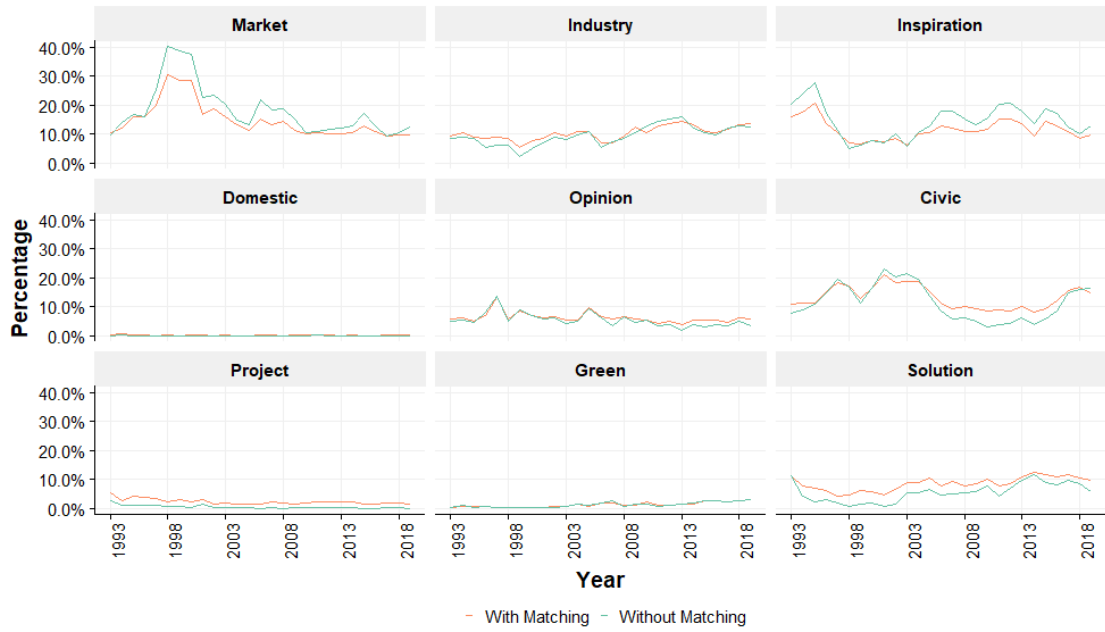 Market Industry Inspiration
40.0%
30.0%
20.0%
10.0%
0.0%
Domestic Opinion Civic
40.0%
30.0%
20.0%
10.0%
0.0%
Project Green Solution
40.0%
30.0%
20.0%
10.0%
0.0%
Percentage
1993 1998 2003 2008 2013 2018 1993 1998 2003 2008 2013 2018 1993 1998 2003 2008 2013 2018
Year
With Matching Without Matching